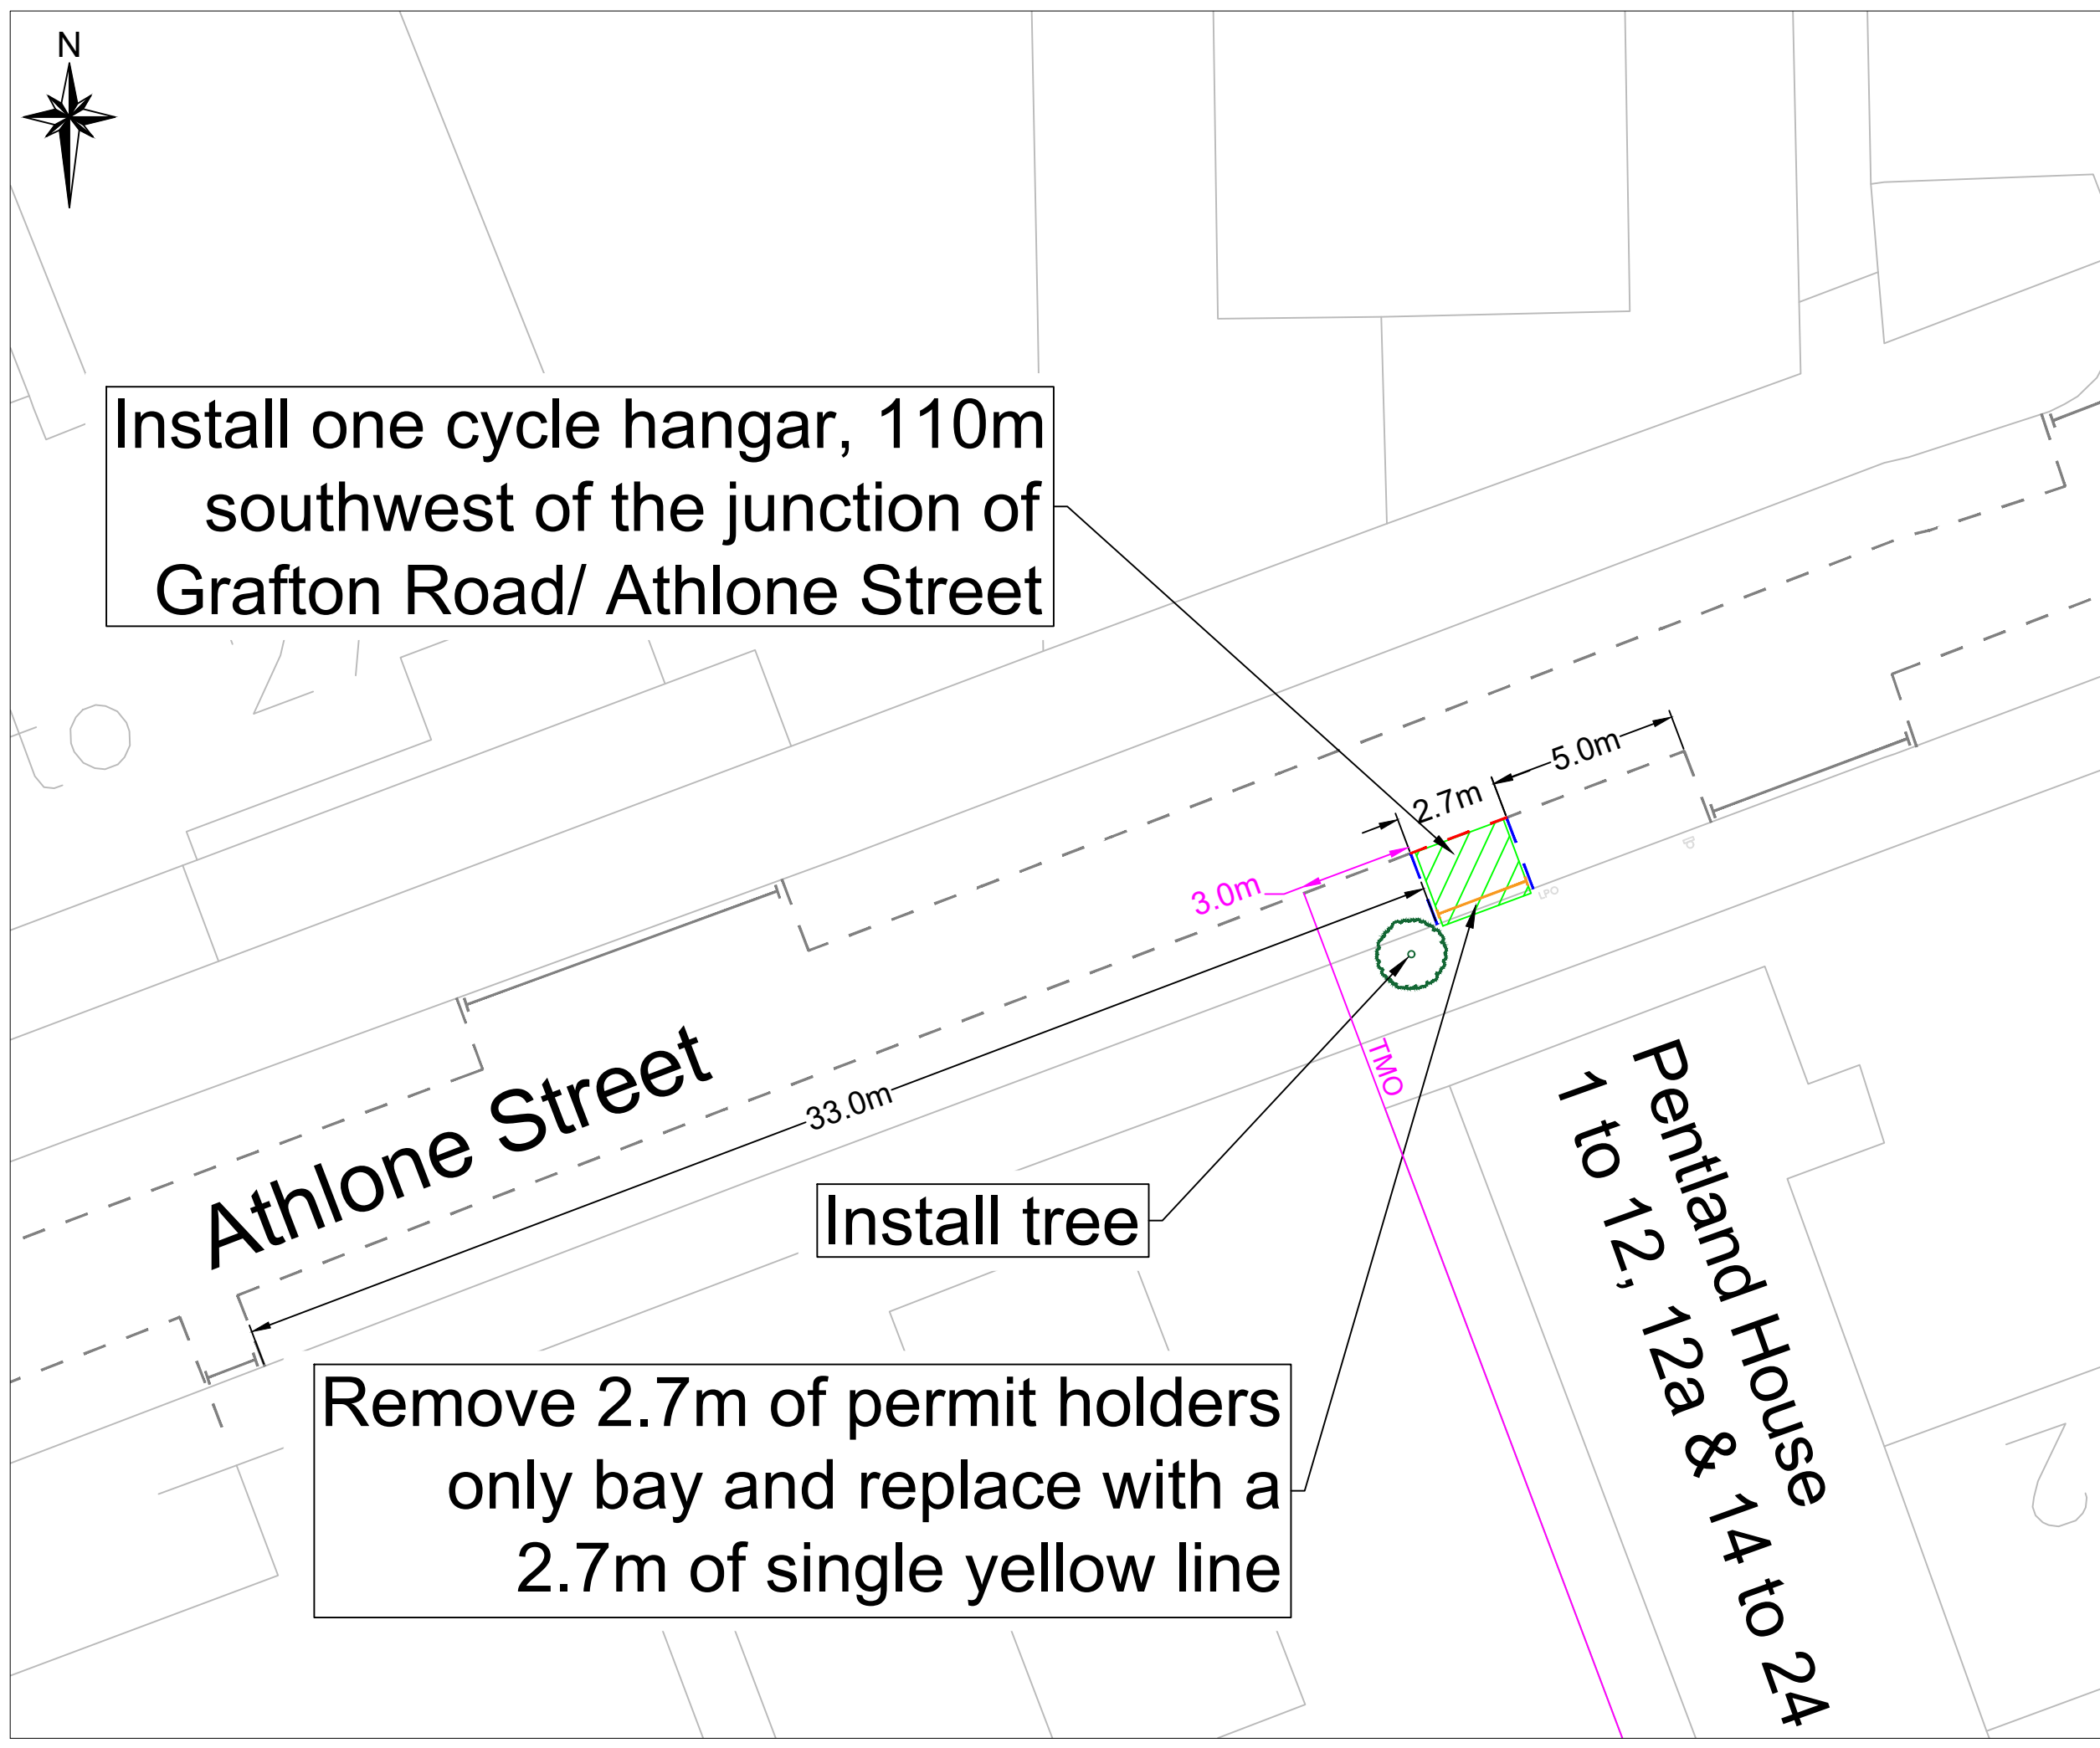 N
Install one cycle hangar, 110m
southwest of the junction of
Grafton Road/ Athlone Street
5.0m
2.7m
3.0m
LPO
TMO
Athlone Street
33.0m
Install tree
Pentland House
1 to 12, 12a & 14 to 24
Remove 2.7m of permit holders
only bay and replace with a
2.7m of single yellow line